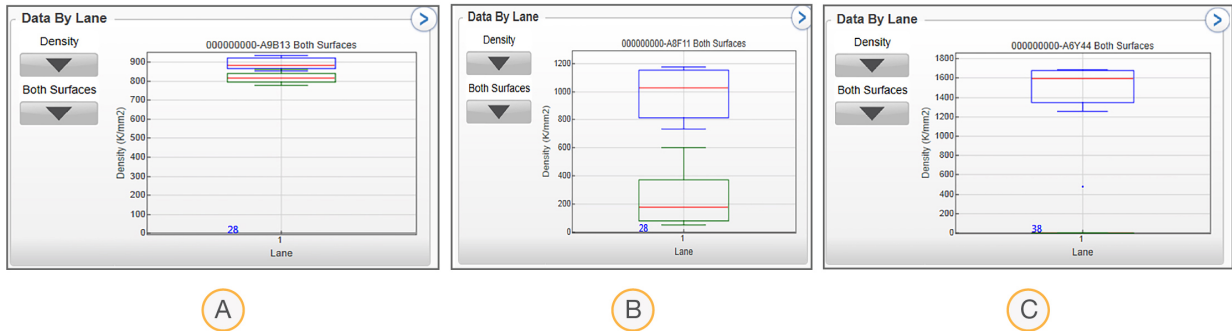 Data By Lane
Density
Both Surfaces
000000000-A9B13 Both Surfaces
Density (K/mm2)
900
800
700
600
500
400
300
200
100
0
28
1
Lane
A
Data By Lane
Density
Both Surfaces
000000000-A8F11 Both Surfaces
Density (K/mm2)
1200
1000
800
600
400
200
0
28
1
Lane
B
Data By Lane
Density
Both Surfaces
000000000-A6Y44 Both Surfaces
Density (K/mm2)
1800
1600
1400
1200
1000
800
600
400
200
0
38
1
Lane
C